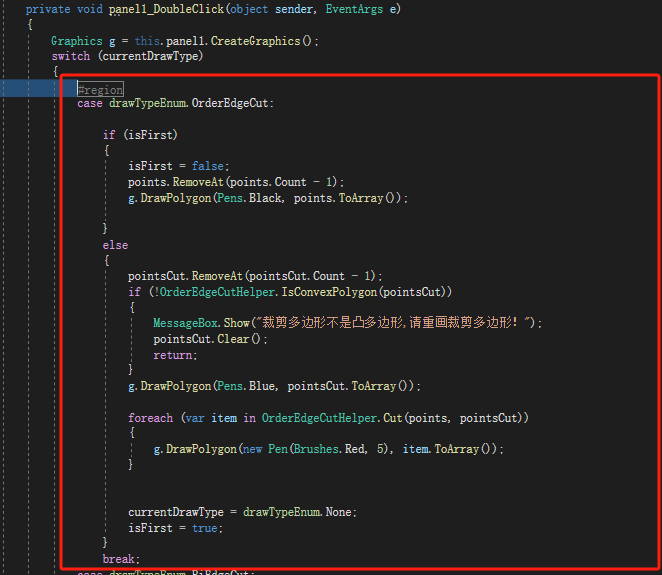 private void panel1_DoubleClick(object sender, EventArgs e)
{
Graphics g = this.panel1.CreateGraphics();
switch (currentDrawType)
{
#region
case drawTypeEnum.OrderEdgeCut:
if (isFirst)
{
isFirst = false;
points.RemoveAt(points.Count - 1);
g.DrawPolygon(Pens.Black, points.ToArray());
}
else
{
pointsCut.RemoveAt(pointsCut.Count - 1);
if (!OrderEdgeCutHelper.IsConvexPolygon(pointsCut))
{
MessageBox.Show("裁剪多边形不是凸多边形,请重画裁剪多边形！");
pointsCut.Clear();
return;
}
g.DrawPolygon(Pens.Blue, pointsCut.ToArray());
foreach (var item in OrderEdgeCutHelper.Cut(points, pointsCut))
{
g.DrawPolygon(new Pen(Brushes.Red, 5), item.ToArray());
}
currentDrawType = drawTypeEnum.None;
isFirst = true;
}
break;
case drawTypeEnum.BiEdgeCut: